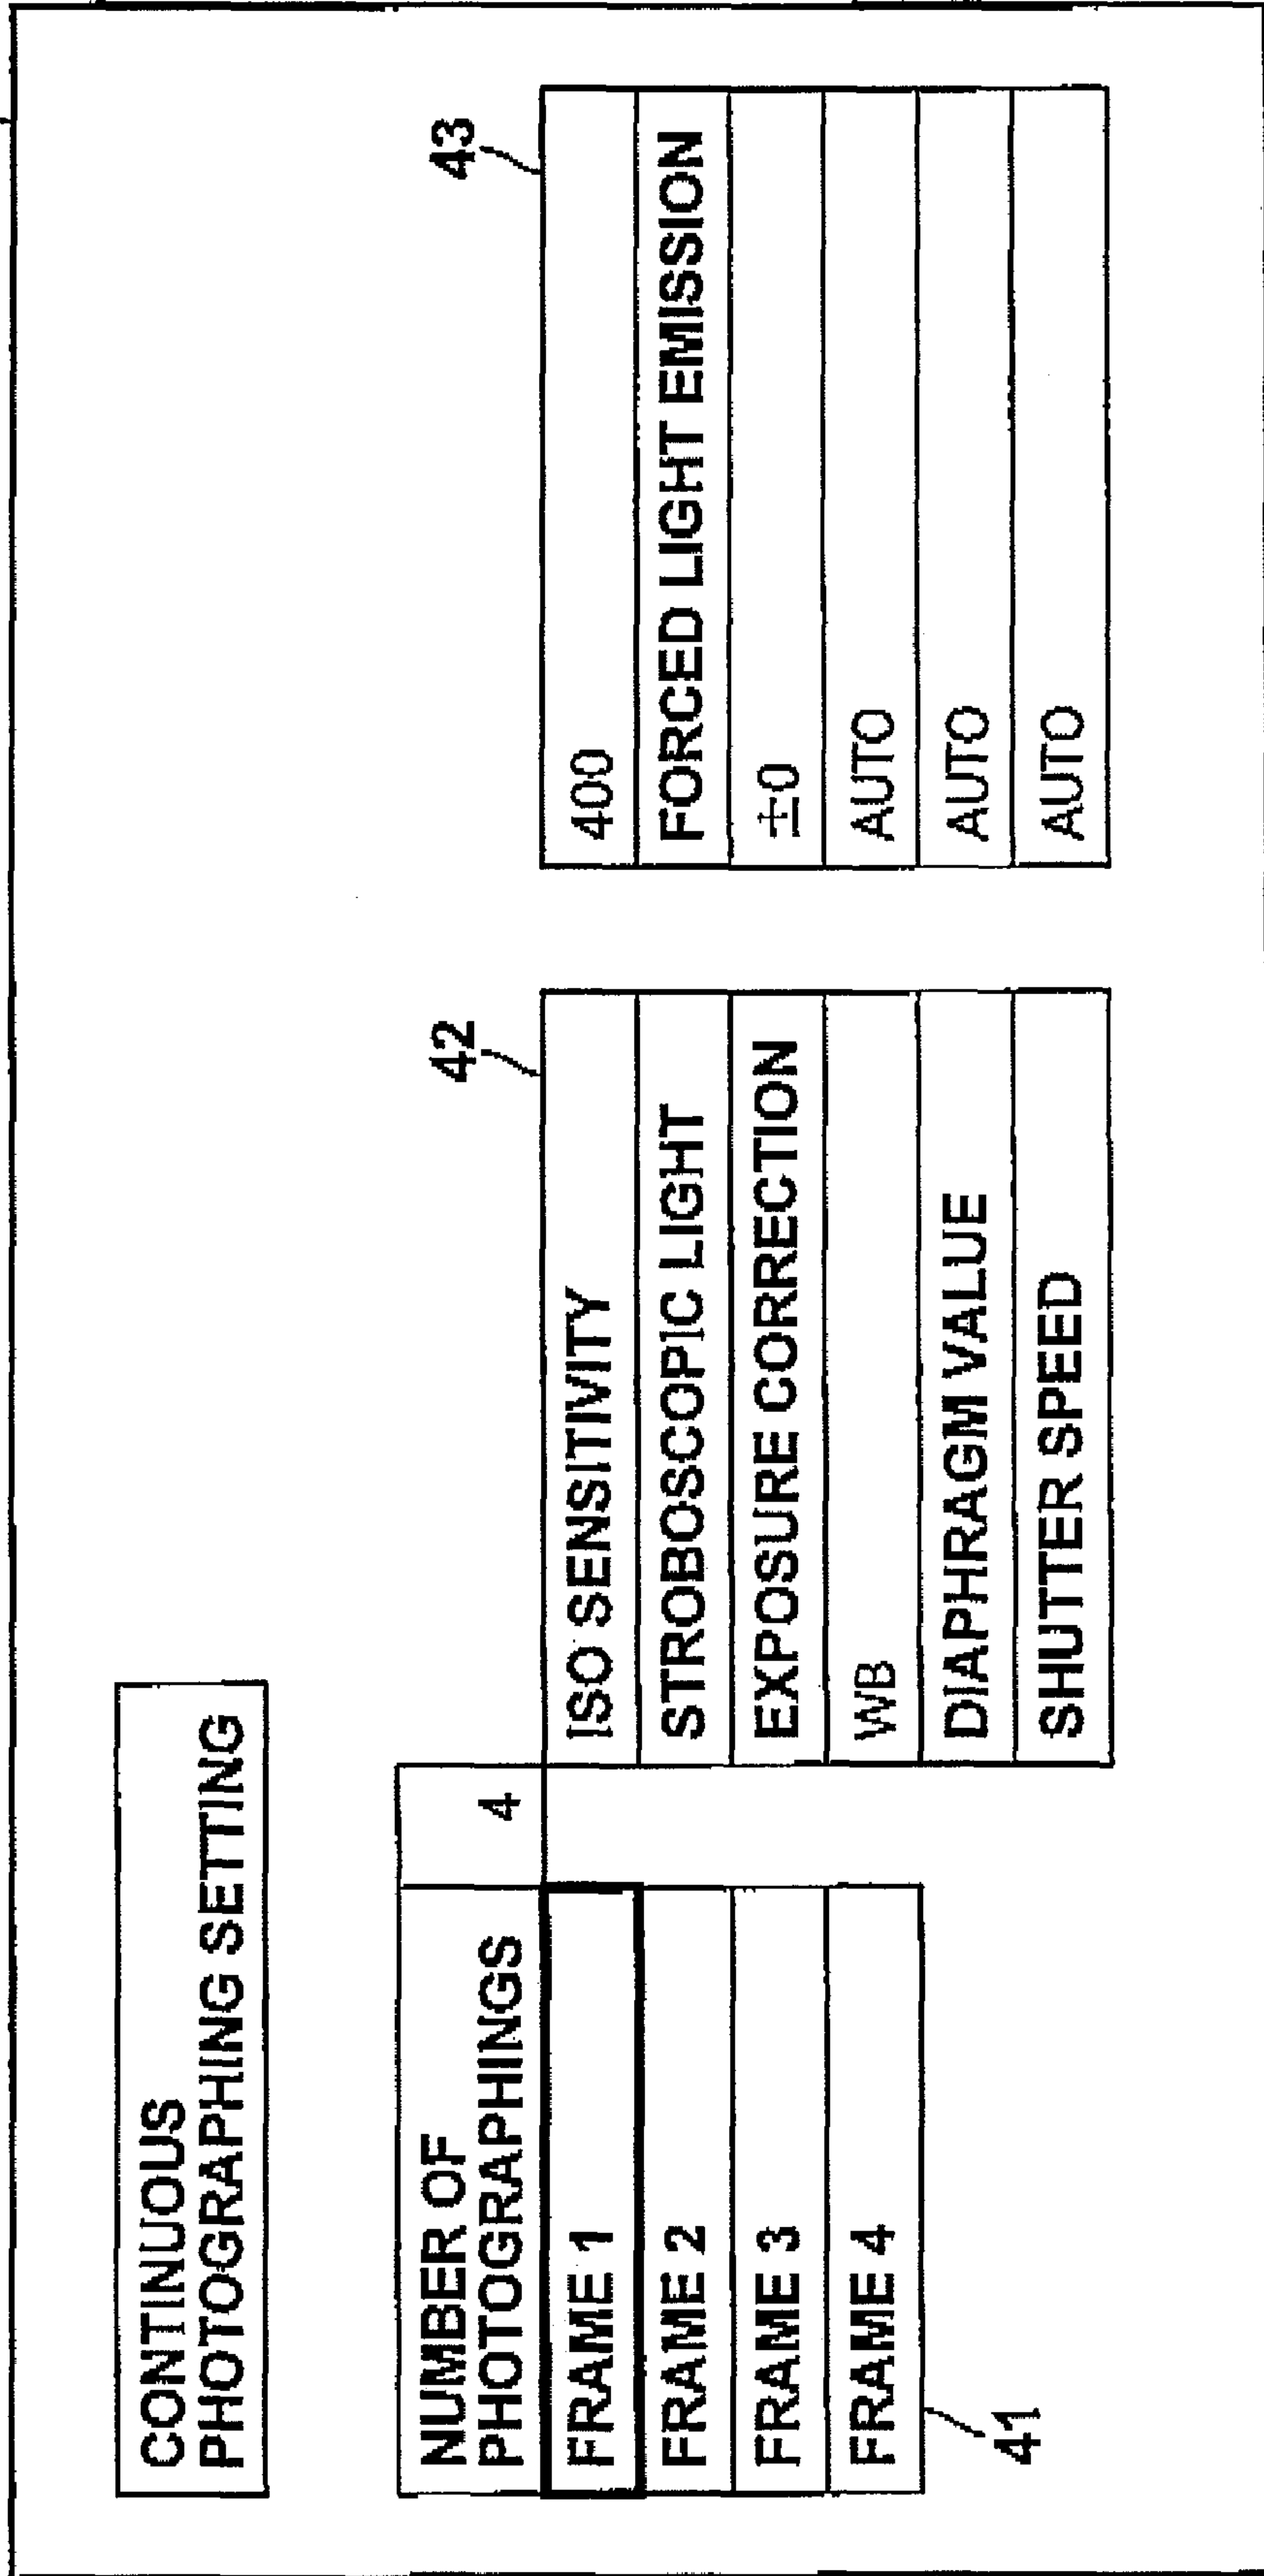 CONTINUOUS
PHOTOGRAPHING SETTING
NUMBER OF
PHOTOGRAPHINGS
4
FRAME 1
FRAME 2
FRAME 3
FRAME 4
41
42
ISO SENSITIVITY
STROBOSCOPIC LIGHT
EXPOSURE CORRECTION
WB
DIAPHRAGM VALUE
SHUTTER SPEED
43
400
FORCED LIGHT EMISSION
±0
AUTO
AUTO
AUTO